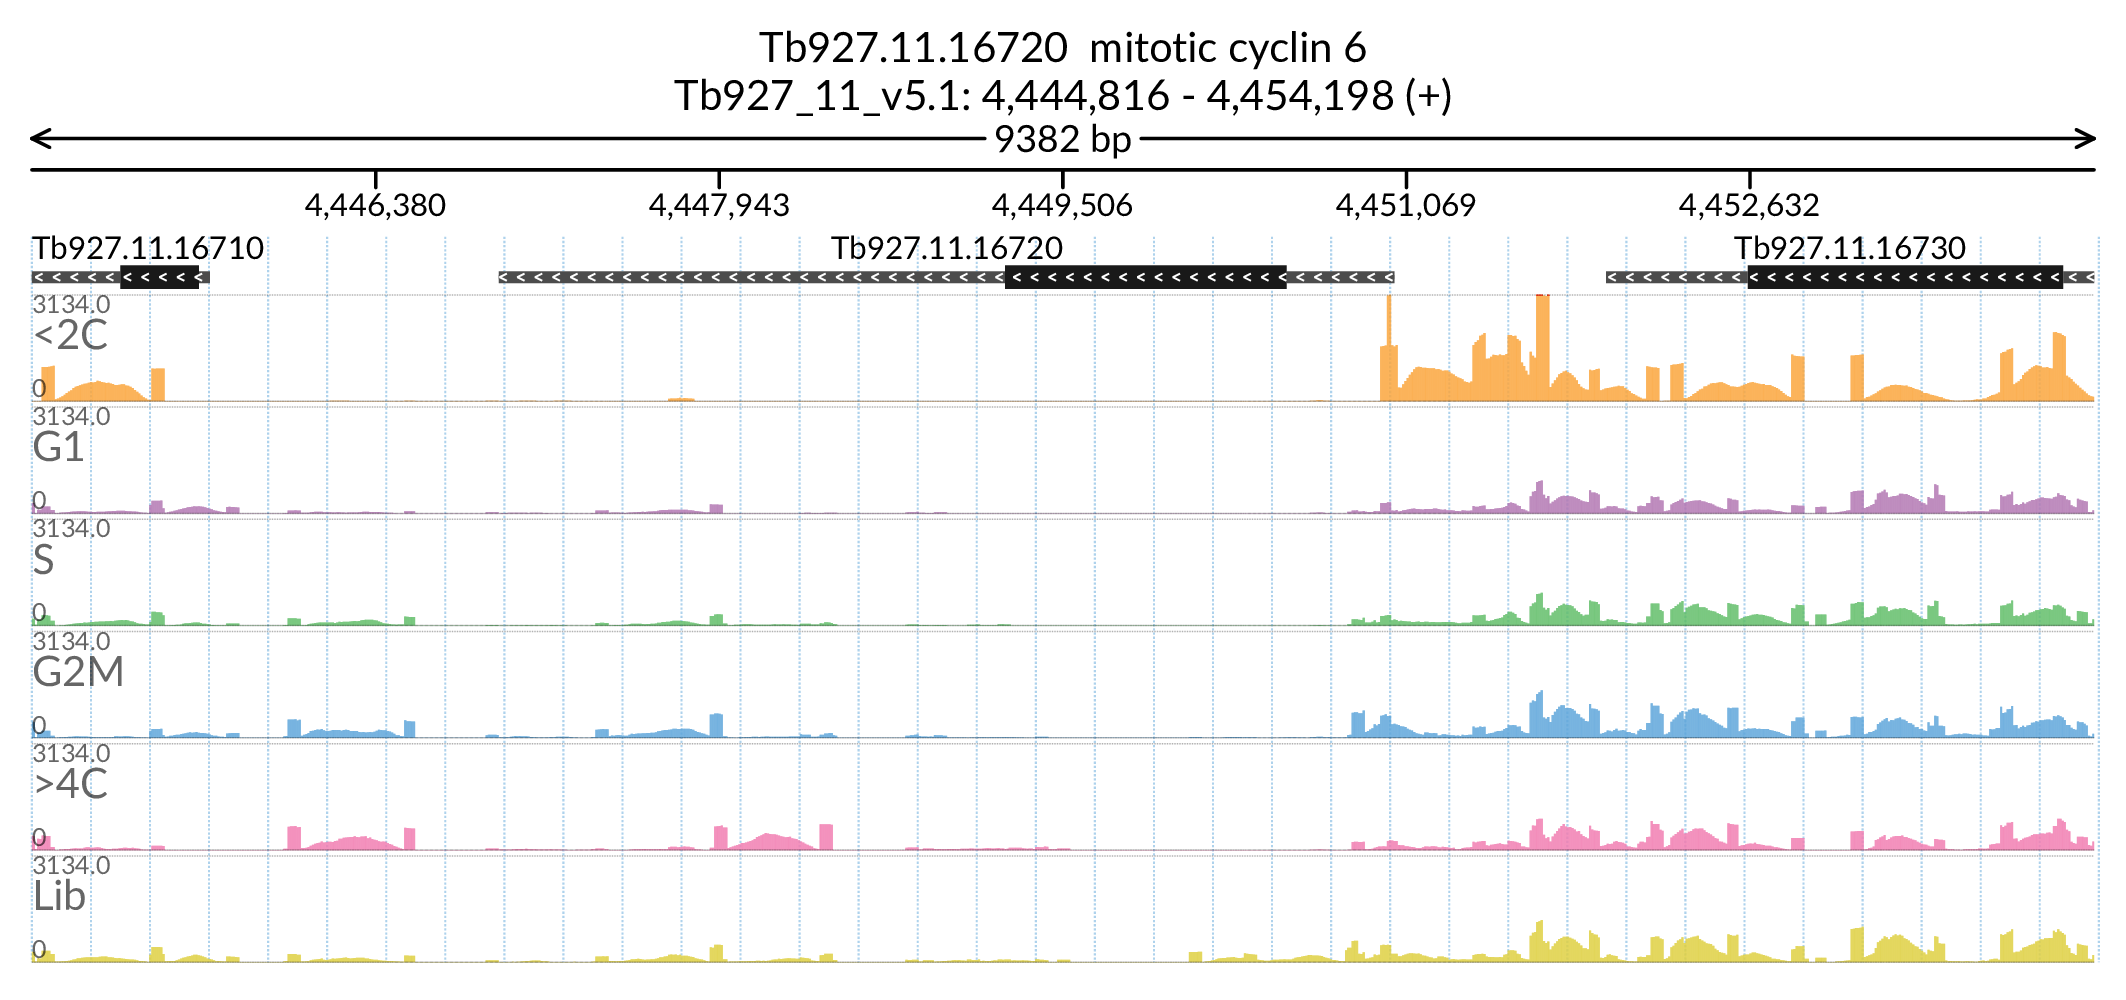 Tb927.11.16720  mitotic cyclin 6
Tb927_11_v5.1: 4,444,816 - 4,454,198 (+)
9382 bp
4,446,380 4,447,943 4,449,506 4,451,069 4,452,632
Tb927.11.16710 Tb927.11.16720 Tb927.11.16730
3134.0
<2C
0
3134.0
G1
0
3134.0
S
0
3134.0
G2M
0
3134.0
>4C
0
3134.0
Lib
0